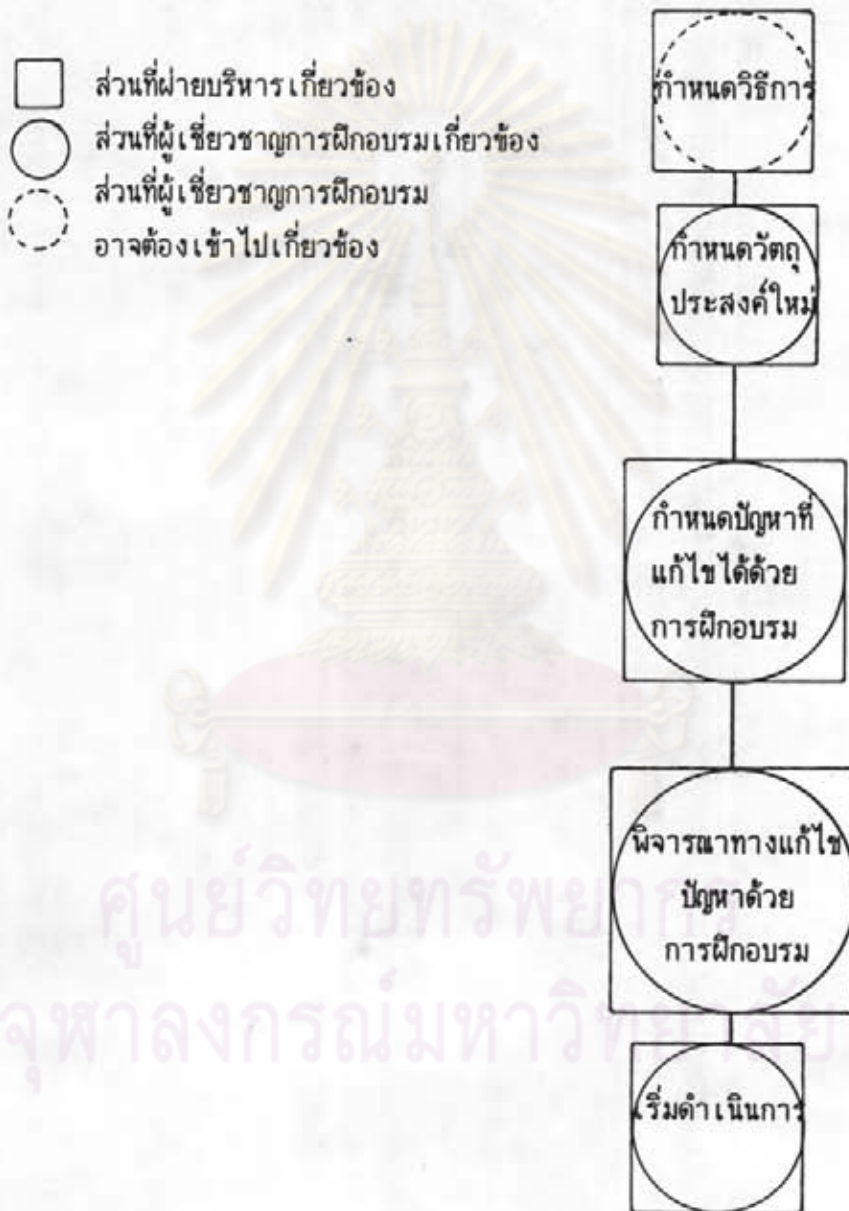 ส่วนที่ฝ่ายบริหารเกี่ยวข้อง
ส่วนที่ผู้เชี่ยวชาญการฝึกอบรมเกี่ยวข้อง
ส่วนที่ผู้เชี่ยวชาญการฝึกอบรม
อาจต้องเข้าไปเกี่ยวข้อง
กำหนดวิธีการ
กำหนดวัตถุ
ประสงค์ใหม่
กำหนดปัญหาที่
แก้ไขได้ด้วย
การฝึกอบรม
พิจารณาทางแก้ไข
ปัญหาด้วย
การฝึกอบรม
เริ่มดำเนินการ
ศูนย์วิทยทรัพยากร
จุฬาลงกรณ์มหาวิทยาลัย